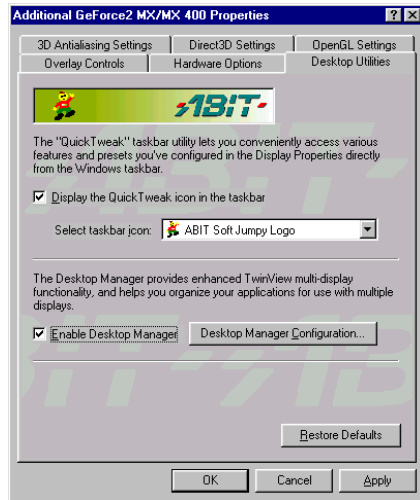 Additional GeForce2 MX/MX 400 Properties
3D Antialiasing Settings Direct3D Settings OpenGL Settings
Overlay Controls Hardware Options Desktop Utilities
ABIT
The "QuickTweak" taskbar utility lets you conveniently access various
features and presets you've configured in the Display Properties directly
from the Windows taskbar.
Display the QuickTweak icon in the taskbar
Select taskbar icon: ABIT Soft Jumpy Logo
The Desktop Manager provides enhanced TwinView multi-display
functionality, and helps you organize your applications for use with multiple
displays.
Enable Desktop Manager Desktop Manager Configuration...
Restore Defaults
OK Cancel Apply